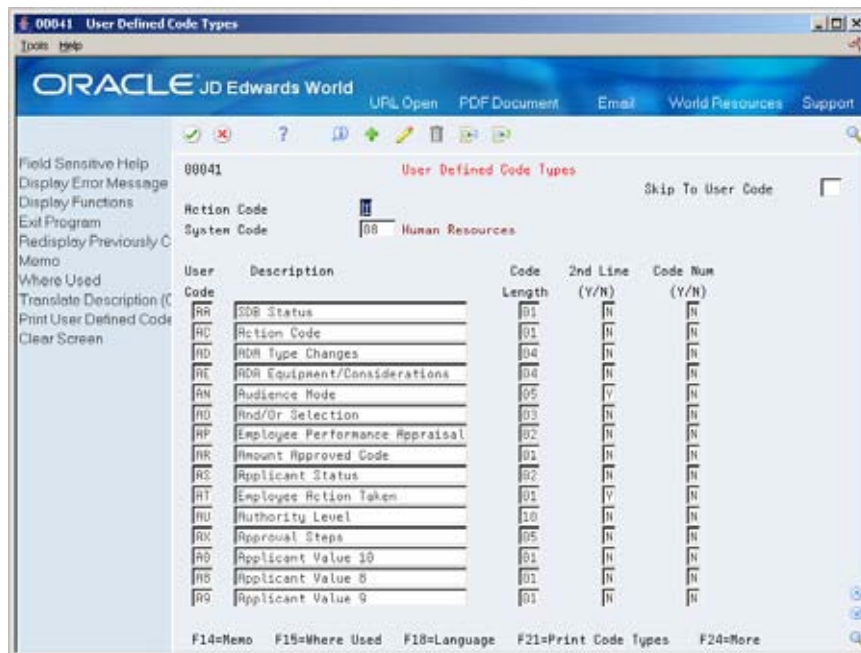 00041 User Defined Code Types
Tools Help
ORACLE JD Edwards World
URL Open PDF Document Email World Resources Support
Field Sensitive Help
Display Error Message
Display Functions
Exit Program
Redisplay Previously C
Memo
Where Used
Translate Description (C
Print User Defined Code
Clear Screen
00041 User Defined Code Types
Skip To User Code
Action Code I
System Code 08 Human Resources
User Description Code 2nd Line Code Num
Code Length (Y/N) (Y/N)
AA SDB Status 01 N N
AC Action Code 01 N N
AD ADA Type Changes 04 N N
AE ADA Equipment/Considerations 04 N N
AN Audience Mode 05 Y N
AO And/Or Selection 03 N N
AP Employee Performance Appraisal 02 N N
AR Amount Approved Code 01 N N
AS Applicant Status 02 N N
AT Employee Action Taken 01 Y N
AU Authority Level 10 N N
AX Approval Steps 05 N N
A0 Applicant Value 10 01 N N
A8 Applicant Value 8 01 N N
A9 Applicant Value 9 01 N N
F14=Memo F15=Where Used F18=Language F21=Print Code Types F24=More